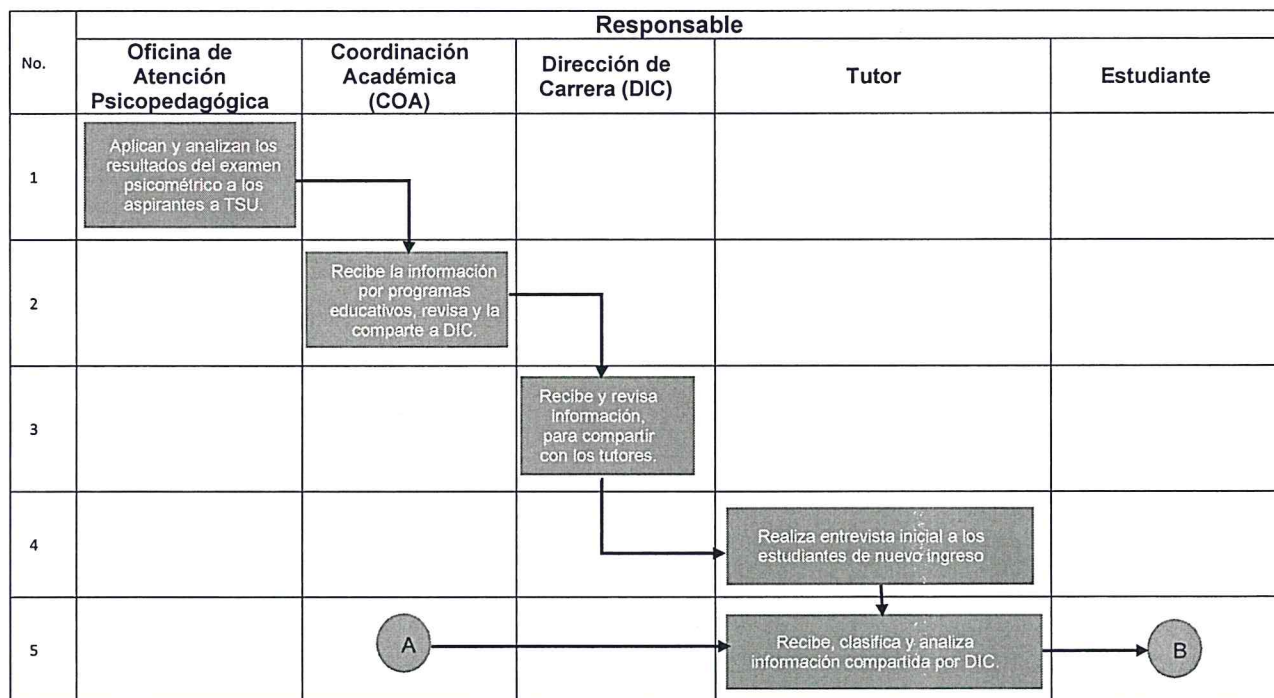 Responsable
No.
Oficina de
Atención
Psicopedagógica
Coordinación
Académica
(COA)
Dirección de
Carrera (DIC)
Tutor
Estudiante
1
Aplican y analizan los
resultados del examen
psicométrico a los
aspirantes a TSU.
2
Recibe la información
por programas
educativos, revisa y la
comparte a DIC.
3
Recibe y revisa
información,
para compartir
con los tutores.
4
Realiza entrevista inicial a los
estudiantes de nuevo ingreso
5
A
Recibe, clasifica y analiza
información compartida por DIC.
B